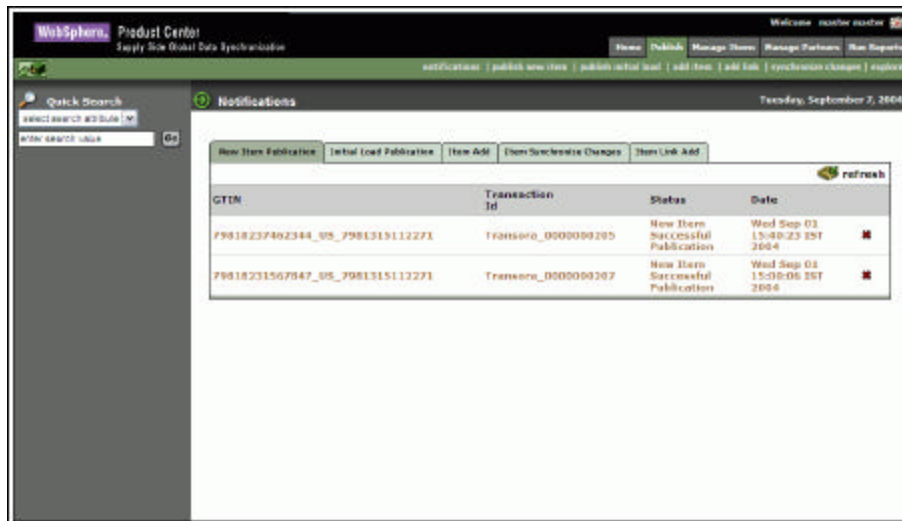 WebSphere. Product Center
Supply Side Global Data Synchronization
Welcome master master
Home Publish Manage Items Manage Partners Run Reports
notifications | publish new item | publish initial load | add item | add link | synchronize changes | explore
Quick Search
select search attribute
enter search value Go
Notifications
Tuesday, September 7, 2004
New Item Publication Initial Load Publication Item Add Item Synchronize Changes Item Link Add
refresh
GTIN Transaction Id Status Date
79818237462344_US_7981315112271 Transora_0000000205 New Item Successful Publication Wed Sep 01 15:40:23 IST 2004
79818231567847_US_7981315112271 Transora_0000000207 New Item Successful Publication Wed Sep 01 15:00:06 IST 2004